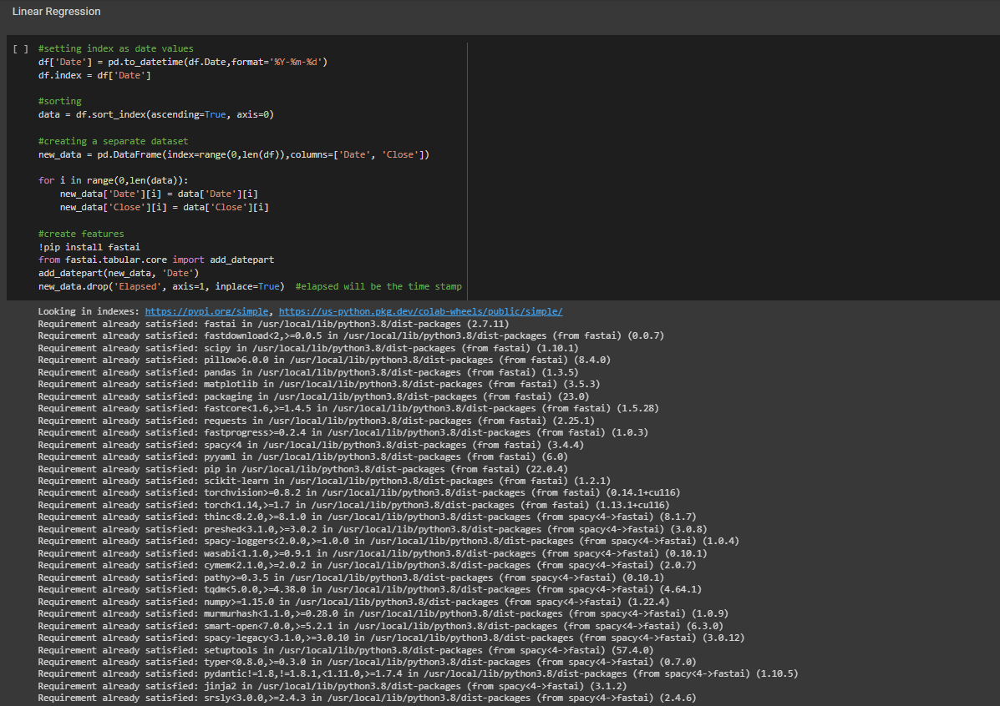 Linear Regression
[ ] #setting index as date values
df['Date'] = pd.to_datetime(df.Date,format='%Y-%m-%d')
df.index = df['Date']
#sorting
data = df.sort_index(ascending=True, axis=0)
#creating a separate dataset
new_data = pd.DataFrame(index=range(0,len(df)),columns=['Date', 'Close'])
for i in range(0,len(data)):
    new_data['Date'][i] = data['Date'][i]
    new_data['Close'][i] = data['Close'][i]
#create features
!pip install fastai
from fastai.tabular.core import add_datepart
add_datepart(new_data, 'Date')
new_data.drop('Elapsed', axis=1, inplace=True)  #elapsed will be the time stamp
Looking in indexes: https://pypi.org/simple, https://us-python.pkg.dev/colab-wheels/public/simple/
Requirement already satisfied: fastai in /usr/local/lib/python3.8/dist-packages (2.7.11)
Requirement already satisfied: fastdownload<2,>=0.0.5 in /usr/local/lib/python3.8/dist-packages (from fastai) (0.0.7)
Requirement already satisfied: scipy in /usr/local/lib/python3.8/dist-packages (from fastai) (1.10.1)
Requirement already satisfied: pillow>6.0.0 in /usr/local/lib/python3.8/dist-packages (from fastai) (8.4.0)
Requirement already satisfied: pandas in /usr/local/lib/python3.8/dist-packages (from fastai) (1.3.5)
Requirement already satisfied: matplotlib in /usr/local/lib/python3.8/dist-packages (from fastai) (3.5.3)
Requirement already satisfied: packaging in /usr/local/lib/python3.8/dist-packages (from fastai) (23.0)
Requirement already satisfied: fastcore<1.6,>=1.4.5 in /usr/local/lib/python3.8/dist-packages (from fastai) (1.5.28)
Requirement already satisfied: requests in /usr/local/lib/python3.8/dist-packages (from fastai) (2.25.1)
Requirement already satisfied: fastprogress>=0.2.4 in /usr/local/lib/python3.8/dist-packages (from fastai) (1.0.3)
Requirement already satisfied: spacy<4 in /usr/local/lib/python3.8/dist-packages (from fastai) (3.4.4)
Requirement already satisfied: pyyaml in /usr/local/lib/python3.8/dist-packages (from fastai) (6.0)
Requirement already satisfied: pip in /usr/local/lib/python3.8/dist-packages (from fastai) (22.0.4)
Requirement already satisfied: scikit-learn in /usr/local/lib/python3.8/dist-packages (from fastai) (1.2.1)
Requirement already satisfied: torchvision>=0.8.2 in /usr/local/lib/python3.8/dist-packages (from fastai) (0.14.1+cu116)
Requirement already satisfied: torch<1.14,>=1.7 in /usr/local/lib/python3.8/dist-packages (from fastai) (1.13.1+cu116)
Requirement already satisfied: thinc<8.2.0,>=8.1.0 in /usr/local/lib/python3.8/dist-packages (from spacy<4->fastai) (8.1.7)
Requirement already satisfied: preshed<3.1.0,>=3.0.2 in /usr/local/lib/python3.8/dist-packages (from spacy<4->fastai) (3.0.8)
Requirement already satisfied: spacy-loggers<2.0.0,>=1.0.0 in /usr/local/lib/python3.8/dist-packages (from spacy<4->fastai) (1.0.4)
Requirement already satisfied: wasabi<1.1.0,>=0.9.1 in /usr/local/lib/python3.8/dist-packages (from spacy<4->fastai) (0.10.1)
Requirement already satisfied: cymem<2.1.0,>=2.0.2 in /usr/local/lib/python3.8/dist-packages (from spacy<4->fastai) (2.0.7)
Requirement already satisfied: pathy>=0.3.5 in /usr/local/lib/python3.8/dist-packages (from spacy<4->fastai) (0.10.1)
Requirement already satisfied: tqdm<5.0.0,>=4.38.0 in /usr/local/lib/python3.8/dist-packages (from spacy<4->fastai) (4.64.1)
Requirement already satisfied: numpy>=1.15.0 in /usr/local/lib/python3.8/dist-packages (from spacy<4->fastai) (1.22.4)
Requirement already satisfied: murmurhash<1.1.0,>=0.28.0 in /usr/local/lib/python3.8/dist-packages (from spacy<4->fastai) (1.0.9)
Requirement already satisfied: smart-open<7.0.0,>=5.2.1 in /usr/local/lib/python3.8/dist-packages (from spacy<4->fastai) (6.3.0)
Requirement already satisfied: spacy-legacy<3.1.0,>=3.0.10 in /usr/local/lib/python3.8/dist-packages (from spacy<4->fastai) (3.0.12)
Requirement already satisfied: setuptools in /usr/local/lib/python3.8/dist-packages (from spacy<4->fastai) (57.4.0)
Requirement already satisfied: typer<0.8.0,>=0.3.0 in /usr/local/lib/python3.8/dist-packages (from spacy<4->fastai) (0.7.0)
Requirement already satisfied: pydantic!=1.8,!=1.8.1,<1.11.0,>=1.7.4 in /usr/local/lib/python3.8/dist-packages (from spacy<4->fastai) (1.10.5)
Requirement already satisfied: jinja2 in /usr/local/lib/python3.8/dist-packages (from spacy<4->fastai) (3.1.2)
Requirement already satisfied: srsly<3.0.0,>=2.4.3 in /usr/local/lib/python3.8/dist-packages (from spacy<4->fastai) (2.4.6)